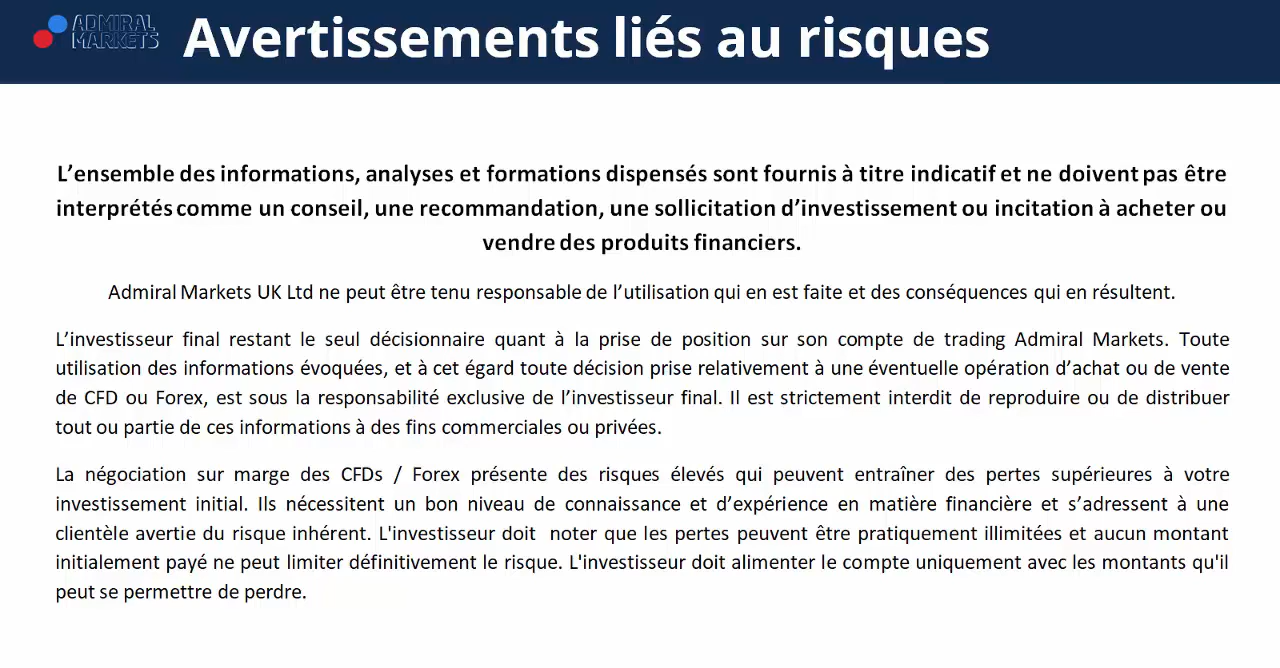 ADMIRAL
MARKETS
Avertissements liés au risques
L’ensemble des informations, analyses et formations dispensés sont fournis à titre indicatif et ne doivent pas être
interprétés comme un conseil, une recommandation, une sollicitation d’investissement ou incitation à acheter ou
vendre des produits financiers.
Admiral Markets UK Ltd ne peut être tenu responsable de l’utilisation qui en est faite et des conséquences qui en résultent.
L’investisseur final restant le seul décisionnaire quant à la prise de position sur son compte de trading Admiral Markets. Toute
utilisation des informations évoquées, et à cet égard toute décision prise relativement à une éventuelle opération d’achat ou de vente
de CFD ou Forex, est sous la responsabilité exclusive de l’investisseur final. Il est strictement interdit de reproduire ou de distribuer
tout ou partie de ces informations à des fins commerciales ou privées.
La négociation sur marge des CFDs / Forex présente des risques élevés qui peuvent entraîner des pertes supérieures à votre
investissement initial. Ils nécessitent un bon niveau de connaissance et d’expérience en matière financière et s’adressent à une
clientèle avertie du risque inhérent. L'investisseur doit noter que les pertes peuvent être pratiquement illimitées et aucun montant
initialement payé ne peut limiter définitivement le risque. L'investisseur doit alimenter le compte uniquement avec les montants qu'il
peut se permettre de perdre.